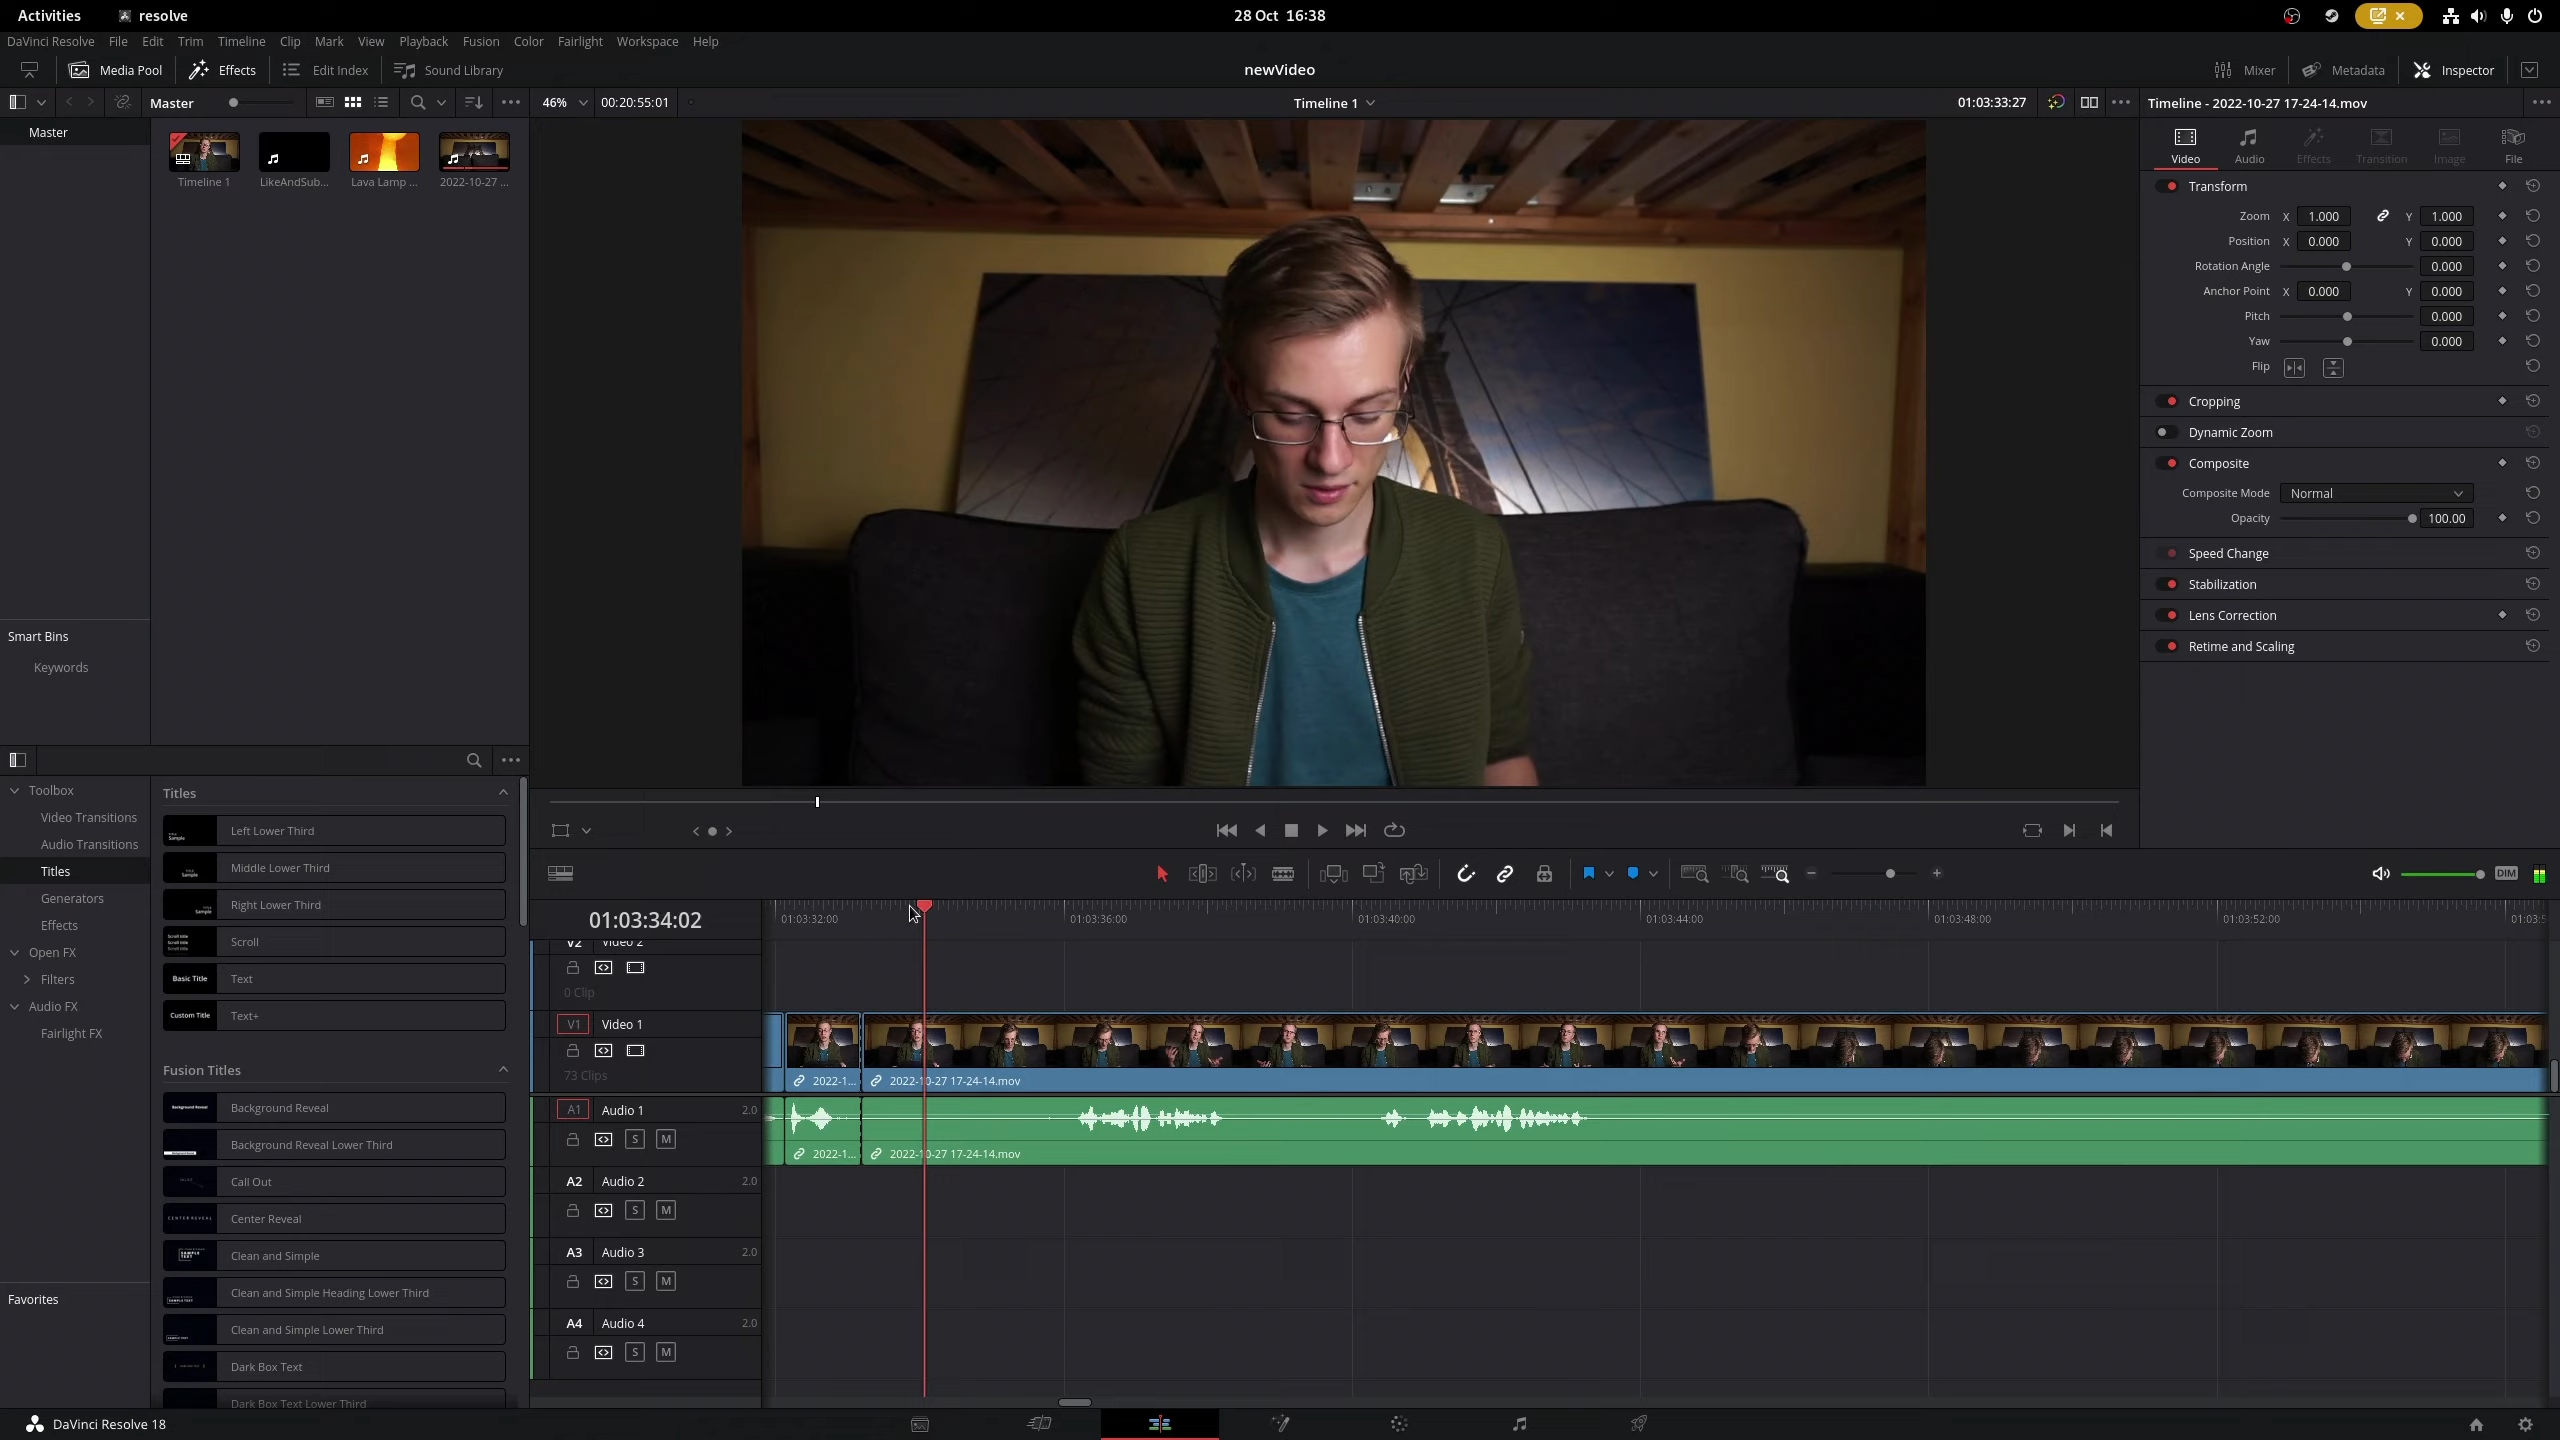 Activities resolve 28 Oct 16:38
DaVinci Resolve File Edit Trim Timeline Clip Mark View Playback Fusion Color Fairlight Workspace Help
Media Pool Effects Edit Index Sound Library newVideo Mixer Metadata Inspector
Master 46% 00:20:55:01 Timeline 1 01:03:33:27 Timeline - 2022-10-27 17-24-14.mov
Master
Timeline 1 LikeAndSub... Lava Lamp ... 2022-10-27 ...
Smart Bins
Keywords
Video Audio Effects Transition Image File
Transform
Zoom X 1.000 Y 1.000
Position X 0.000 Y 0.000
Rotation Angle 0.000
Anchor Point X 0.000 Y 0.000
Pitch 0.000
Yaw 0.000
Flip
Cropping
Dynamic Zoom
Composite
Composite Mode Normal
Opacity 100.00
Speed Change
Stabilization
Lens Correction
Retime and Scaling
Toolbox
Video Transitions
Audio Transitions
Titles
Generators
Effects
Open FX
Filters
Audio FX
Fairlight FX
Favorites
Titles
Left Lower Third
Middle Lower Third
Right Lower Third
Scroll
Basic Title Text
Custom Title Text+
Fusion Titles
Background Reveal
Background Reveal Lower Third
Call Out
Center Reveal
Clean and Simple
Clean and Simple Heading Lower Third
Clean and Simple Lower Third
Dark Box Text
Dark Box Text Lower Third
DIM
01:03:34:02 01:03:32:00 01:03:36:00 01:03:40:00 01:03:44:00 01:03:48:00 01:03:52:00 01:03:5
V2 Video 2
0 Clip
V1 Video 1
73 Clips
2022-1... 2022-10-27 17-24-14.mov
A1 Audio 1 2.0
S M
2022-1... 2022-10-27 17-24-14.mov
A2 Audio 2 2.0
S M
A3 Audio 3 2.0
S M
A4 Audio 4 2.0
S M
DaVinci Resolve 18